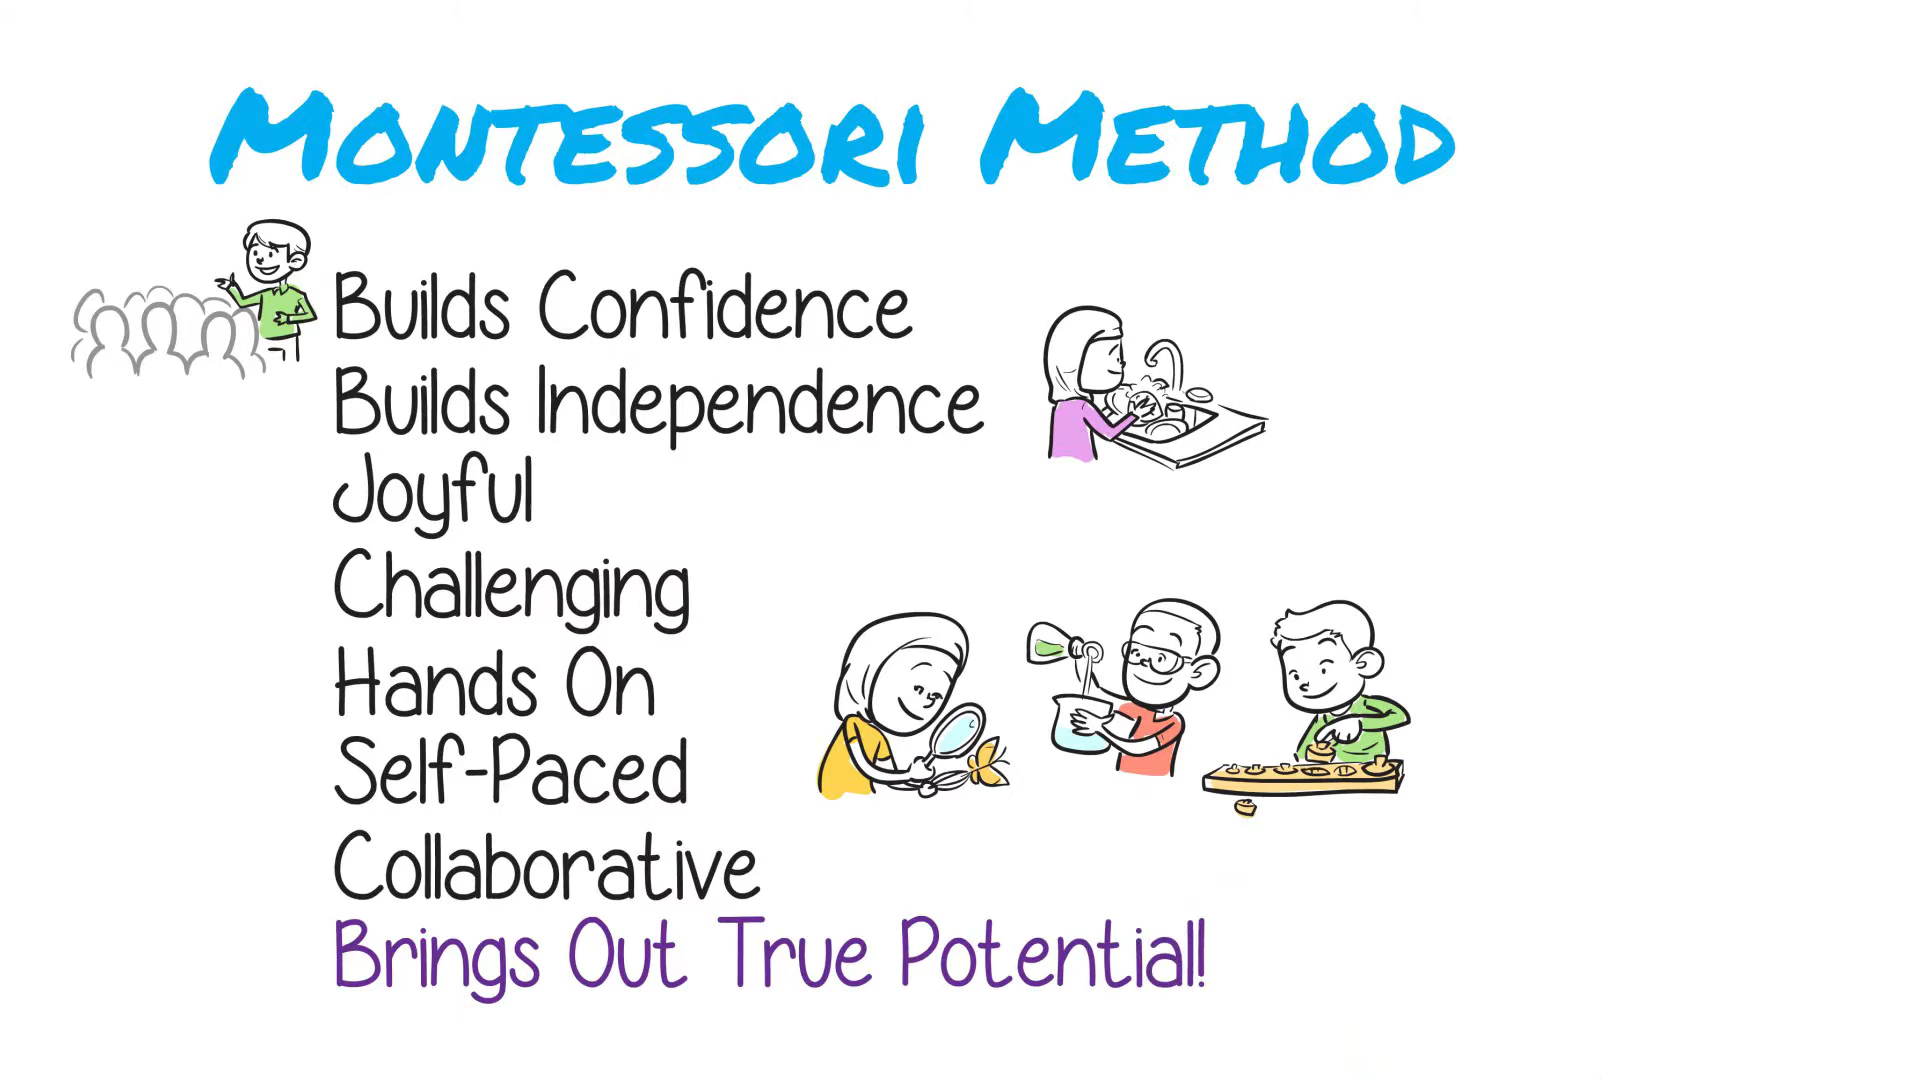 Montessori Method
Builds Confidence
Builds Independence
Joyful
Challenging
Hands On
Self-Paced
Collaborative
Brings Out True Potential!